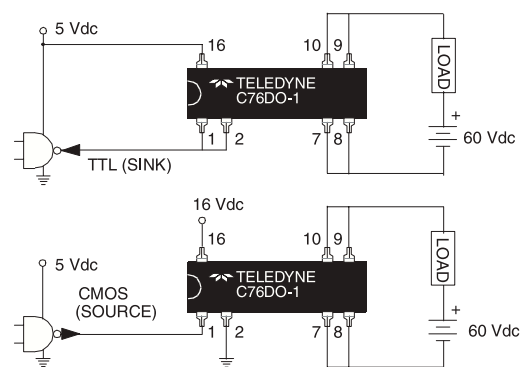 5 Vdc
16
10 9
TELEDYNE
C76DO-1
LOAD
+
60 Vdc
1 2
7 8
TTL (SINK)
16 Vdc
16
10 9
5 Vdc
TELEDYNE
C76DO-1
LOAD
CMOS
(SOURCE)
+
60 Vdc
1 2
7 8